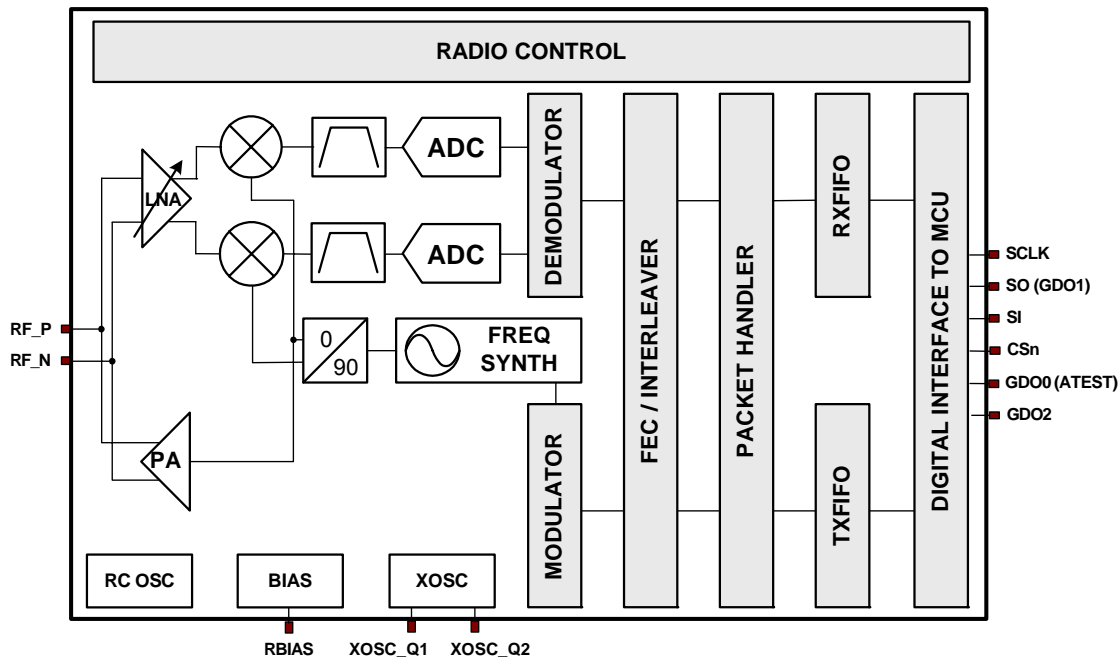 RADIO CONTROL
LNA
ADC
ADC
DEMODULATOR
FEC / INTERLEAVER
PACKET HANDLER
RXFIFO
DIGITAL INTERFACE TO MCU
SCLK
SO (GDO1)
SI
CSn
GDO0 (ATEST)
GDO2
RF_P
RF_N
0
90
FREQ
SYNTH
PA
MODULATOR
TXFIFO
RC OSC
BIAS
XOSC
RBIAS
XOSC_Q1
XOSC_Q2